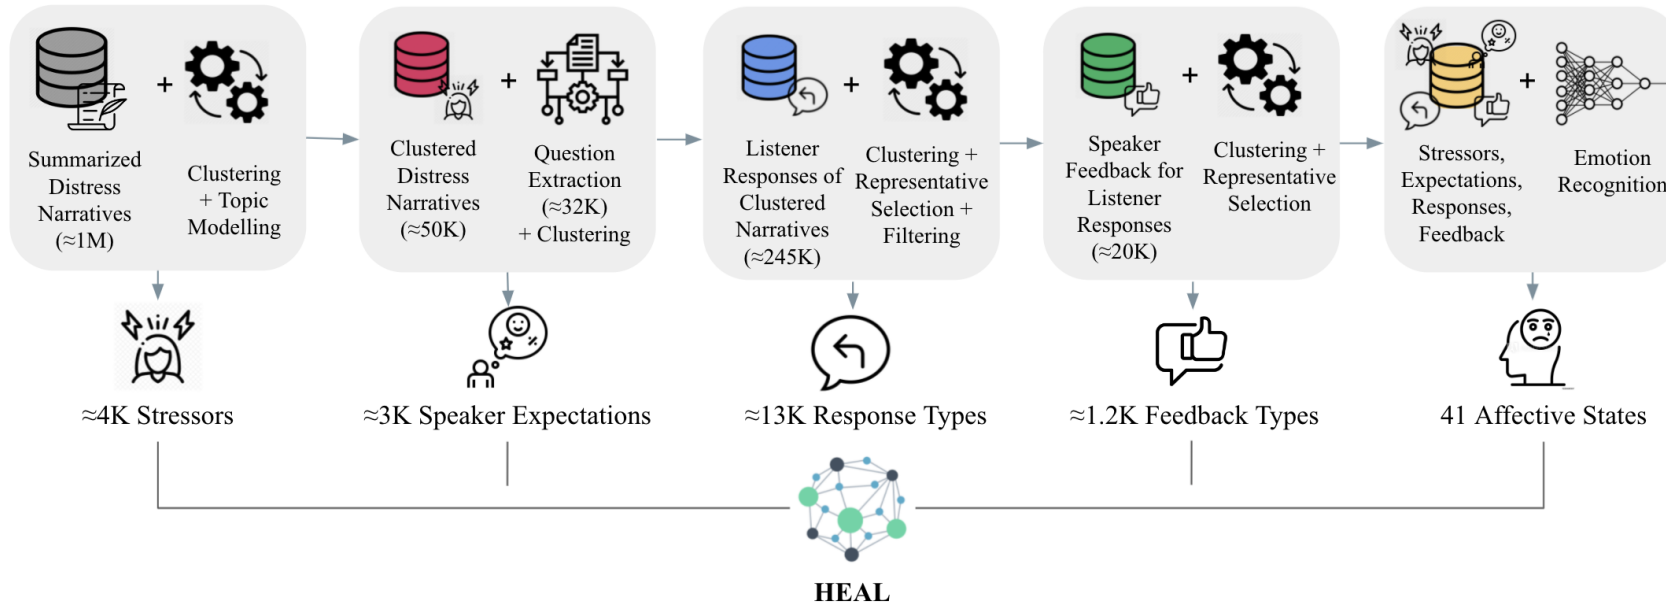 Summarized
Distress
Narratives
(≈1M)
+
Clustering
+ Topic
Modelling
Clustered
Distress
Narratives
(≈50K)
+
Question
Extraction
(≈32K)
+ Clustering
Listener
Responses of
Clustered
Narratives
(≈245K)
+
Clustering +
Representative
Selection +
Filtering
Speaker
Feedback for
Listener
Responses
(≈20K)
+
Clustering +
Representative
Selection
Stressors,
Expectations,
Responses,
Feedback
+
Emotion
Recognition
≈4K Stressors
≈3K Speaker Expectations
≈13K Response Types
≈1.2K Feedback Types
41 Affective States
HEAL